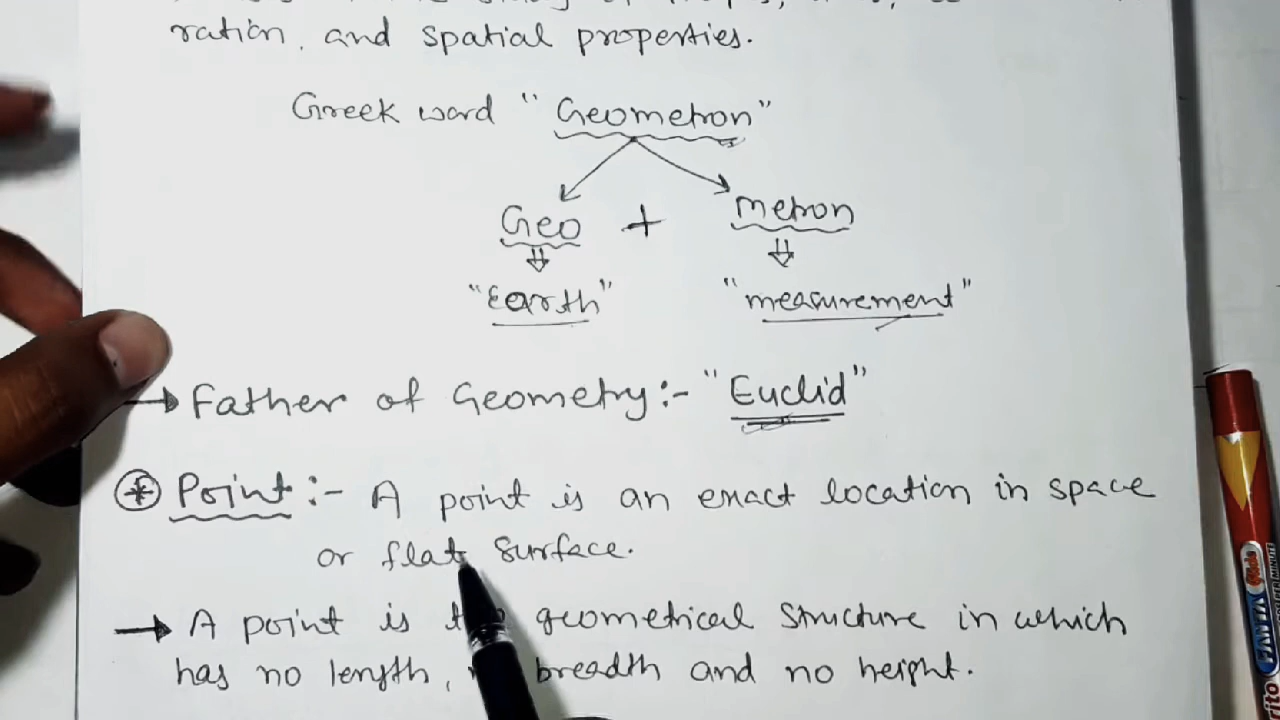 ration, and spatial properties.
Greek word "Geometron"
Geo + metron
"Earth" "measurement"
→ Father of Geometry:- "Euclid"
* Point:- A point is an exact location in space
or flat surface.
→ A point is the geometrical structure in which
has no length, breadth and no height.